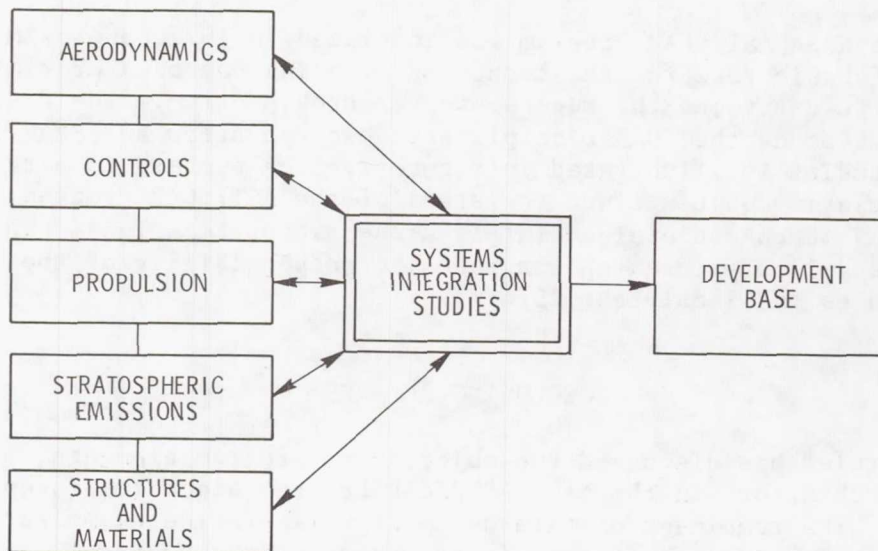 AERODYNAMICS
CONTROLS
PROPULSION
STRATOSPHERIC
EMISSIONS
STRUCTURES
AND
MATERIALS
SYSTEMS
INTEGRATION
STUDIES
DEVELOPMENT
BASE